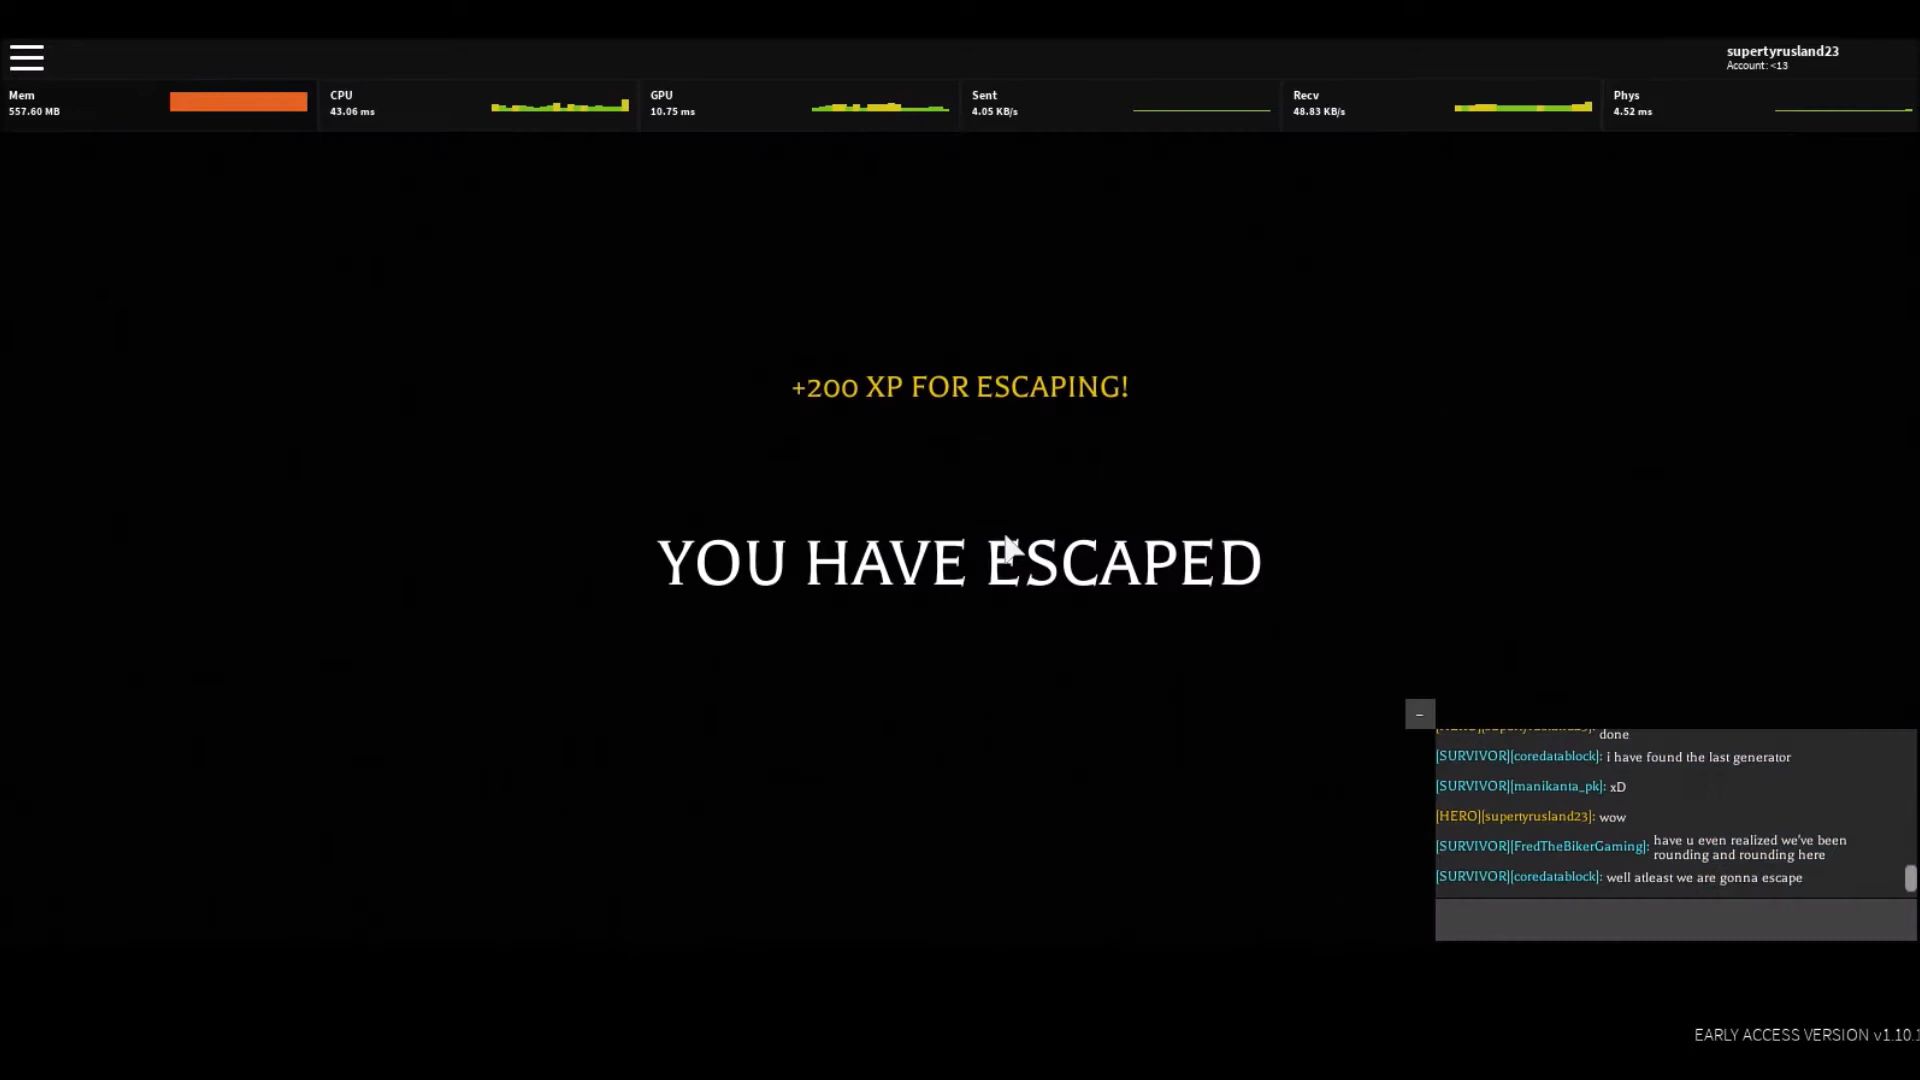 supertyrusland23
Account: <13
Mem
557.60 MB
CPU
43.06 ms
GPU
10.75 ms
Sent
4.05 KB/s
Recv
48.83 KB/s
Phys
4.52 ms
+200 XP FOR ESCAPING!
YOU HAVE ESCAPED
-
[HERO][supertyrusland23]: done
[SURVIVOR][coredatablock]: i have found the last generator
[SURVIVOR][manikanta_pk]: xD
[HERO][supertyrusland23]: wow
[SURVIVOR][FredTheBikerGaming]: have u even realized we've been
rounding and rounding here
[SURVIVOR][coredatablock]: well atleast we are gonna escape
EARLY ACCESS VERSION v1.10.1